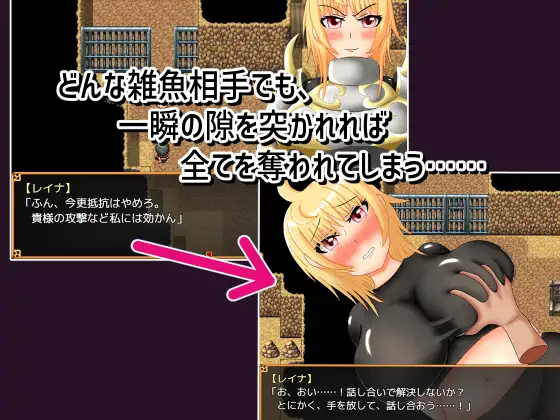 どんな雑魚相手でも、
一瞬の隙を突かれれば
全てを奪われてしまう……
【レイナ】
「ふん、今更抵抗はやめろ。
貴様の攻撃など私には効かん」
【レイナ】
「お、おい……！話し合いで解決しないか？
とにかく、手を放して、話し合おう……！」